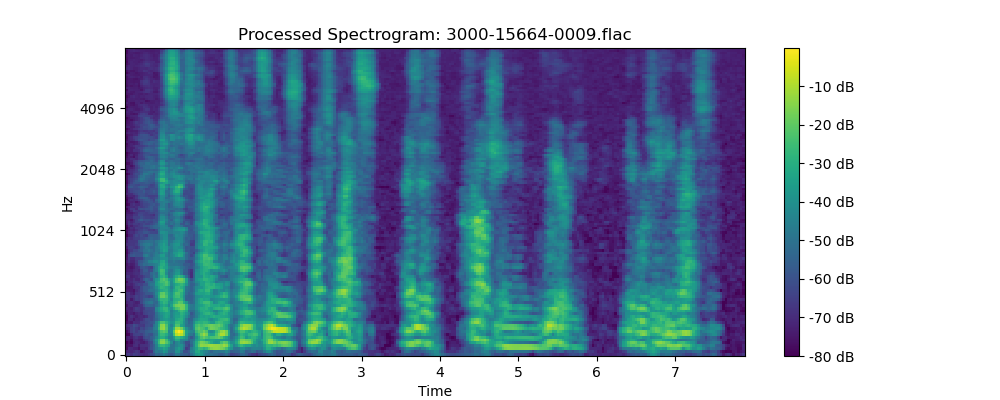 Processed Spectrogram: 3000-15664-0009.flac
Hz
4096
2048
1024
512
0
0 1 2 3 4 5 6 7
Time
-10 dB
-20 dB
-30 dB
-40 dB
-50 dB
-60 dB
-70 dB
-80 dB